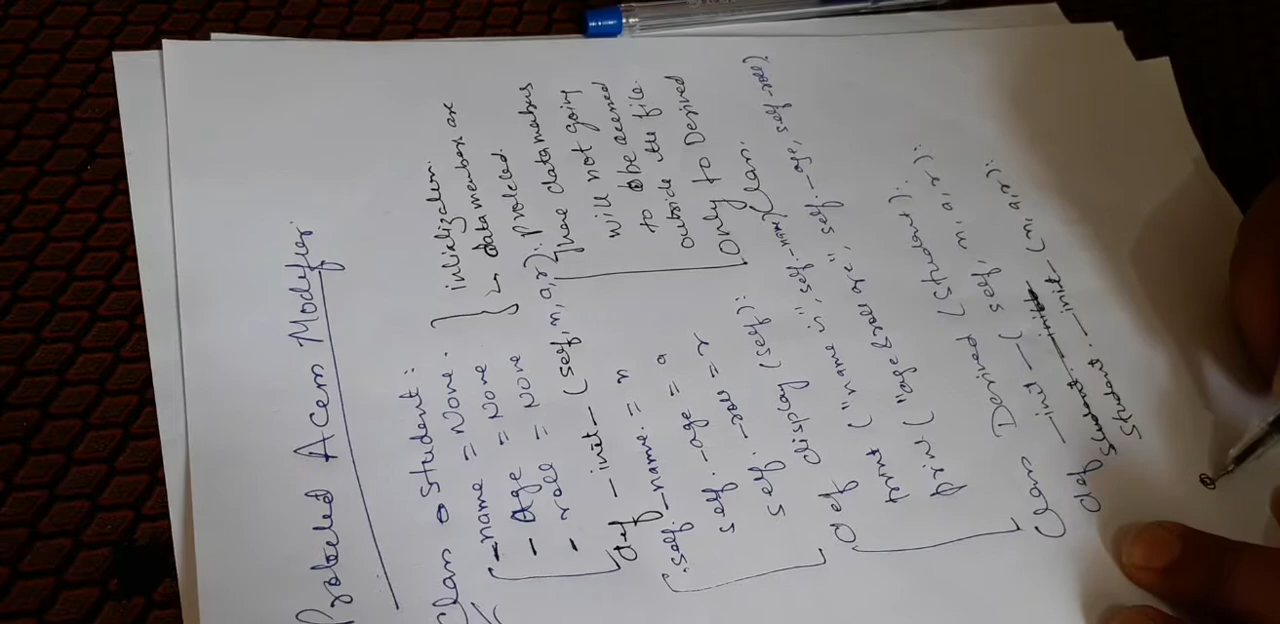 Protected Access Modifier
Class Student:
_name = None.
_Age = None
_roll = None
} initialization
↳ data members are
Protected.
def _init_ (self, n, a, r):
self._name. = n
self. _age = a
self. _roll = r
These data members
will not going
to be accessed
outside the file.
Only to Derived
Class.
def display (self):
print ("name is", self._name)
print ("age & roll are", self._age, self._roll)
Class Derived (Student):
def _init_ (self, n, a, r):
Student. _init_ (n, a, r):